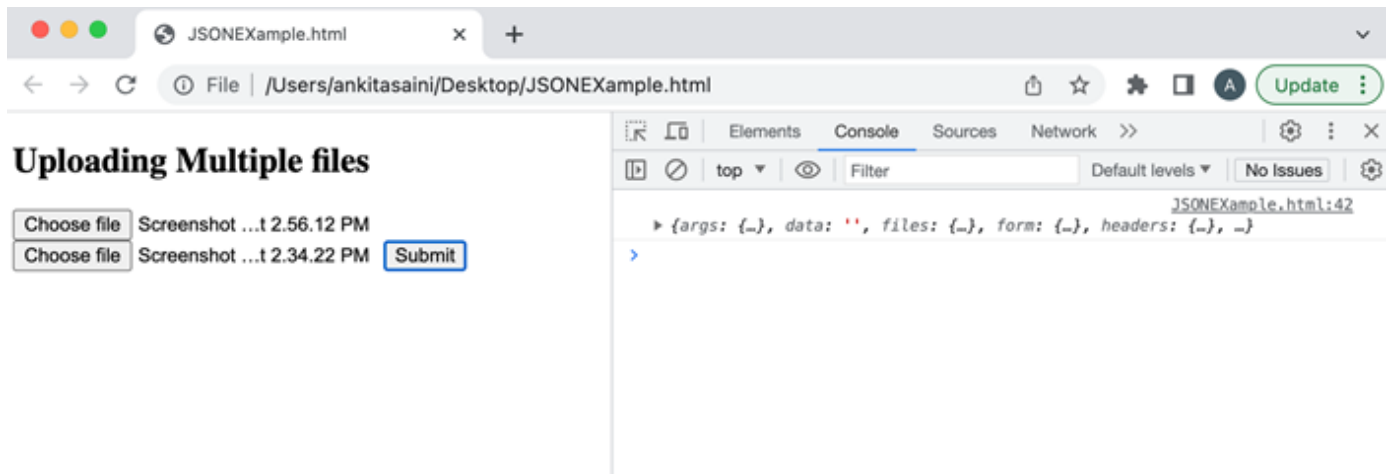 JSONEXample.html
File | /Users/ankitasaini/Desktop/JSONEXample.html A Update
Elements Console Sources Network
Uploading Multiple files
top Filter Default levels No Issues
JSONEXample.html:42
Choose file Screenshot ...t 2.56.12 PM
{args: {…}, data: '', files: {…}, form: {…}, headers: {…}, …}
Choose file Screenshot ...t 2.34.22 PM Submit